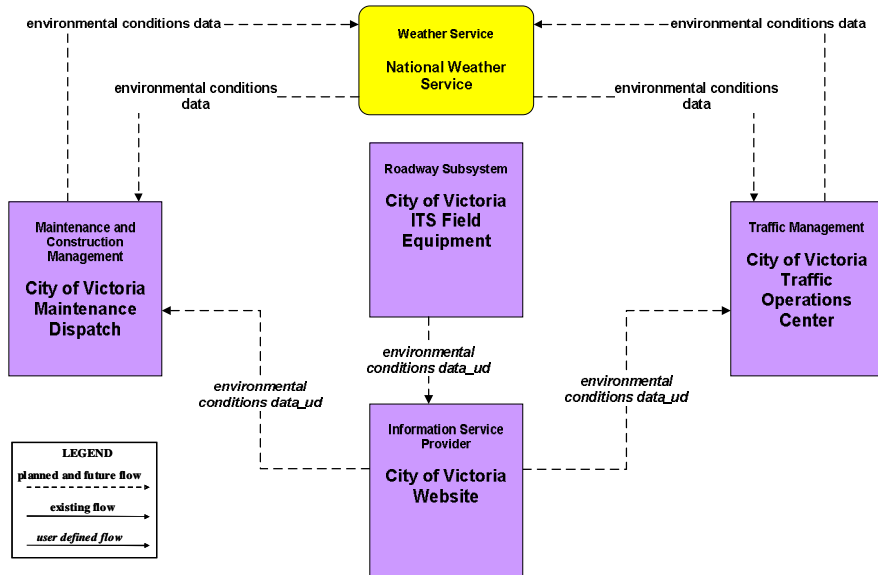 environmental conditions data
environmental conditions data
Weather Service
National Weather
Service
environmental conditions
data
environmental conditions
data
Roadway Subsystem
City of Victoria
ITS Field
Equipment
Maintenance and
Construction
Management
City of Victoria
Maintenance
Dispatch
Traffic Management
City of Victoria
Traffic
Operations
Center
environmental
conditions data_ud
environmental
conditions data_ud
environmental
conditions data_ud
Information Service
Provider
City of Victoria
Website
LEGEND
planned and future flow
existing flow
user defined flow